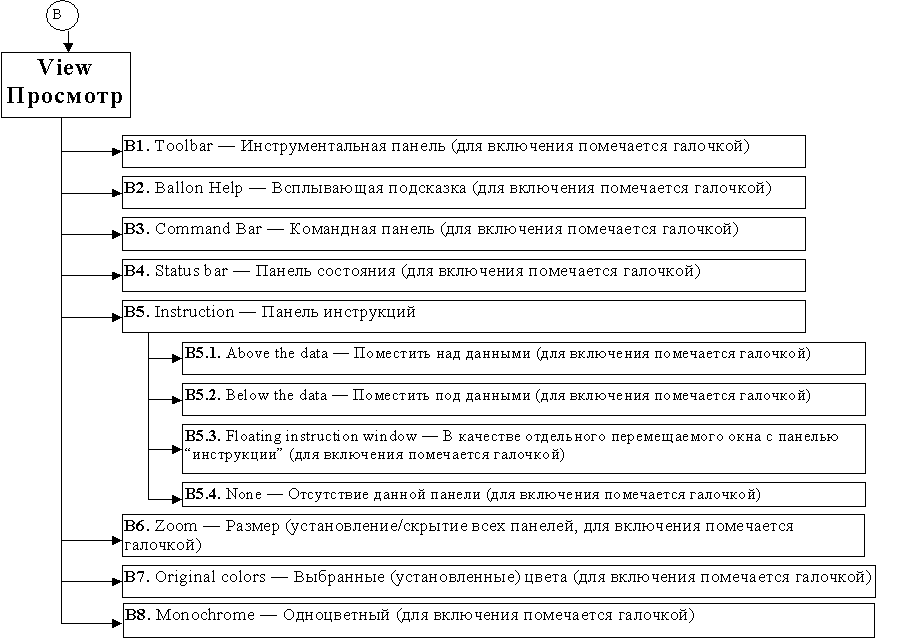 B
View
Просмотр
B1. Toolbar — Инструментальная панель (для включения помечается галочкой)
B2. Ballon Help — Всплывающая подсказка (для включения помечается галочкой)
B3. Command Bar — Командная панель (для включения помечается галочкой)
B4. Status bar — Панель состояния (для включения помечается галочкой)
B5. Instruction — Панель инструкций
B5.1. Above the data — Поместить над данными (для включения помечается галочкой)
B5.2. Below the data — Поместить под данными (для включения помечается галочкой)
B5.3. Floating instruction window — В качестве отдельного перемещаемого окна с панелью
“инструкции” (для включения помечается галочкой)
B5.4. None — Отсутствие данной панели (для включения помечается галочкой)
B6. Zoom — Размер (установление/скрытие всех панелей, для включения помечается
галочкой)
B7. Original colors — Выбранные (установленные) цвета (для включения помечается галочкой)
B8. Monochrome — Одноцветный (для включения помечается галочкой)